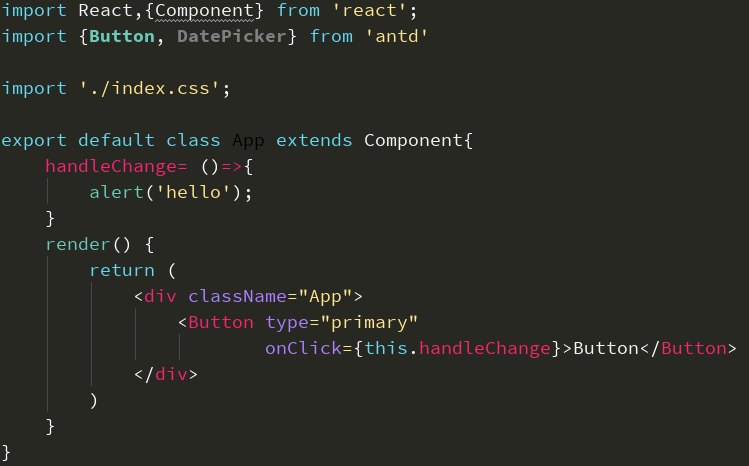 import React,{Component} from 'react';
import {Button, DatePicker} from 'antd'
import './index.css';
export default class App extends Component{
handleChange= ()=>{
alert('hello');
}
render() {
return (
<div className="App">
<Button type="primary"
onClick={this.handleChange}>Button</Button>
</div>
)
}
}